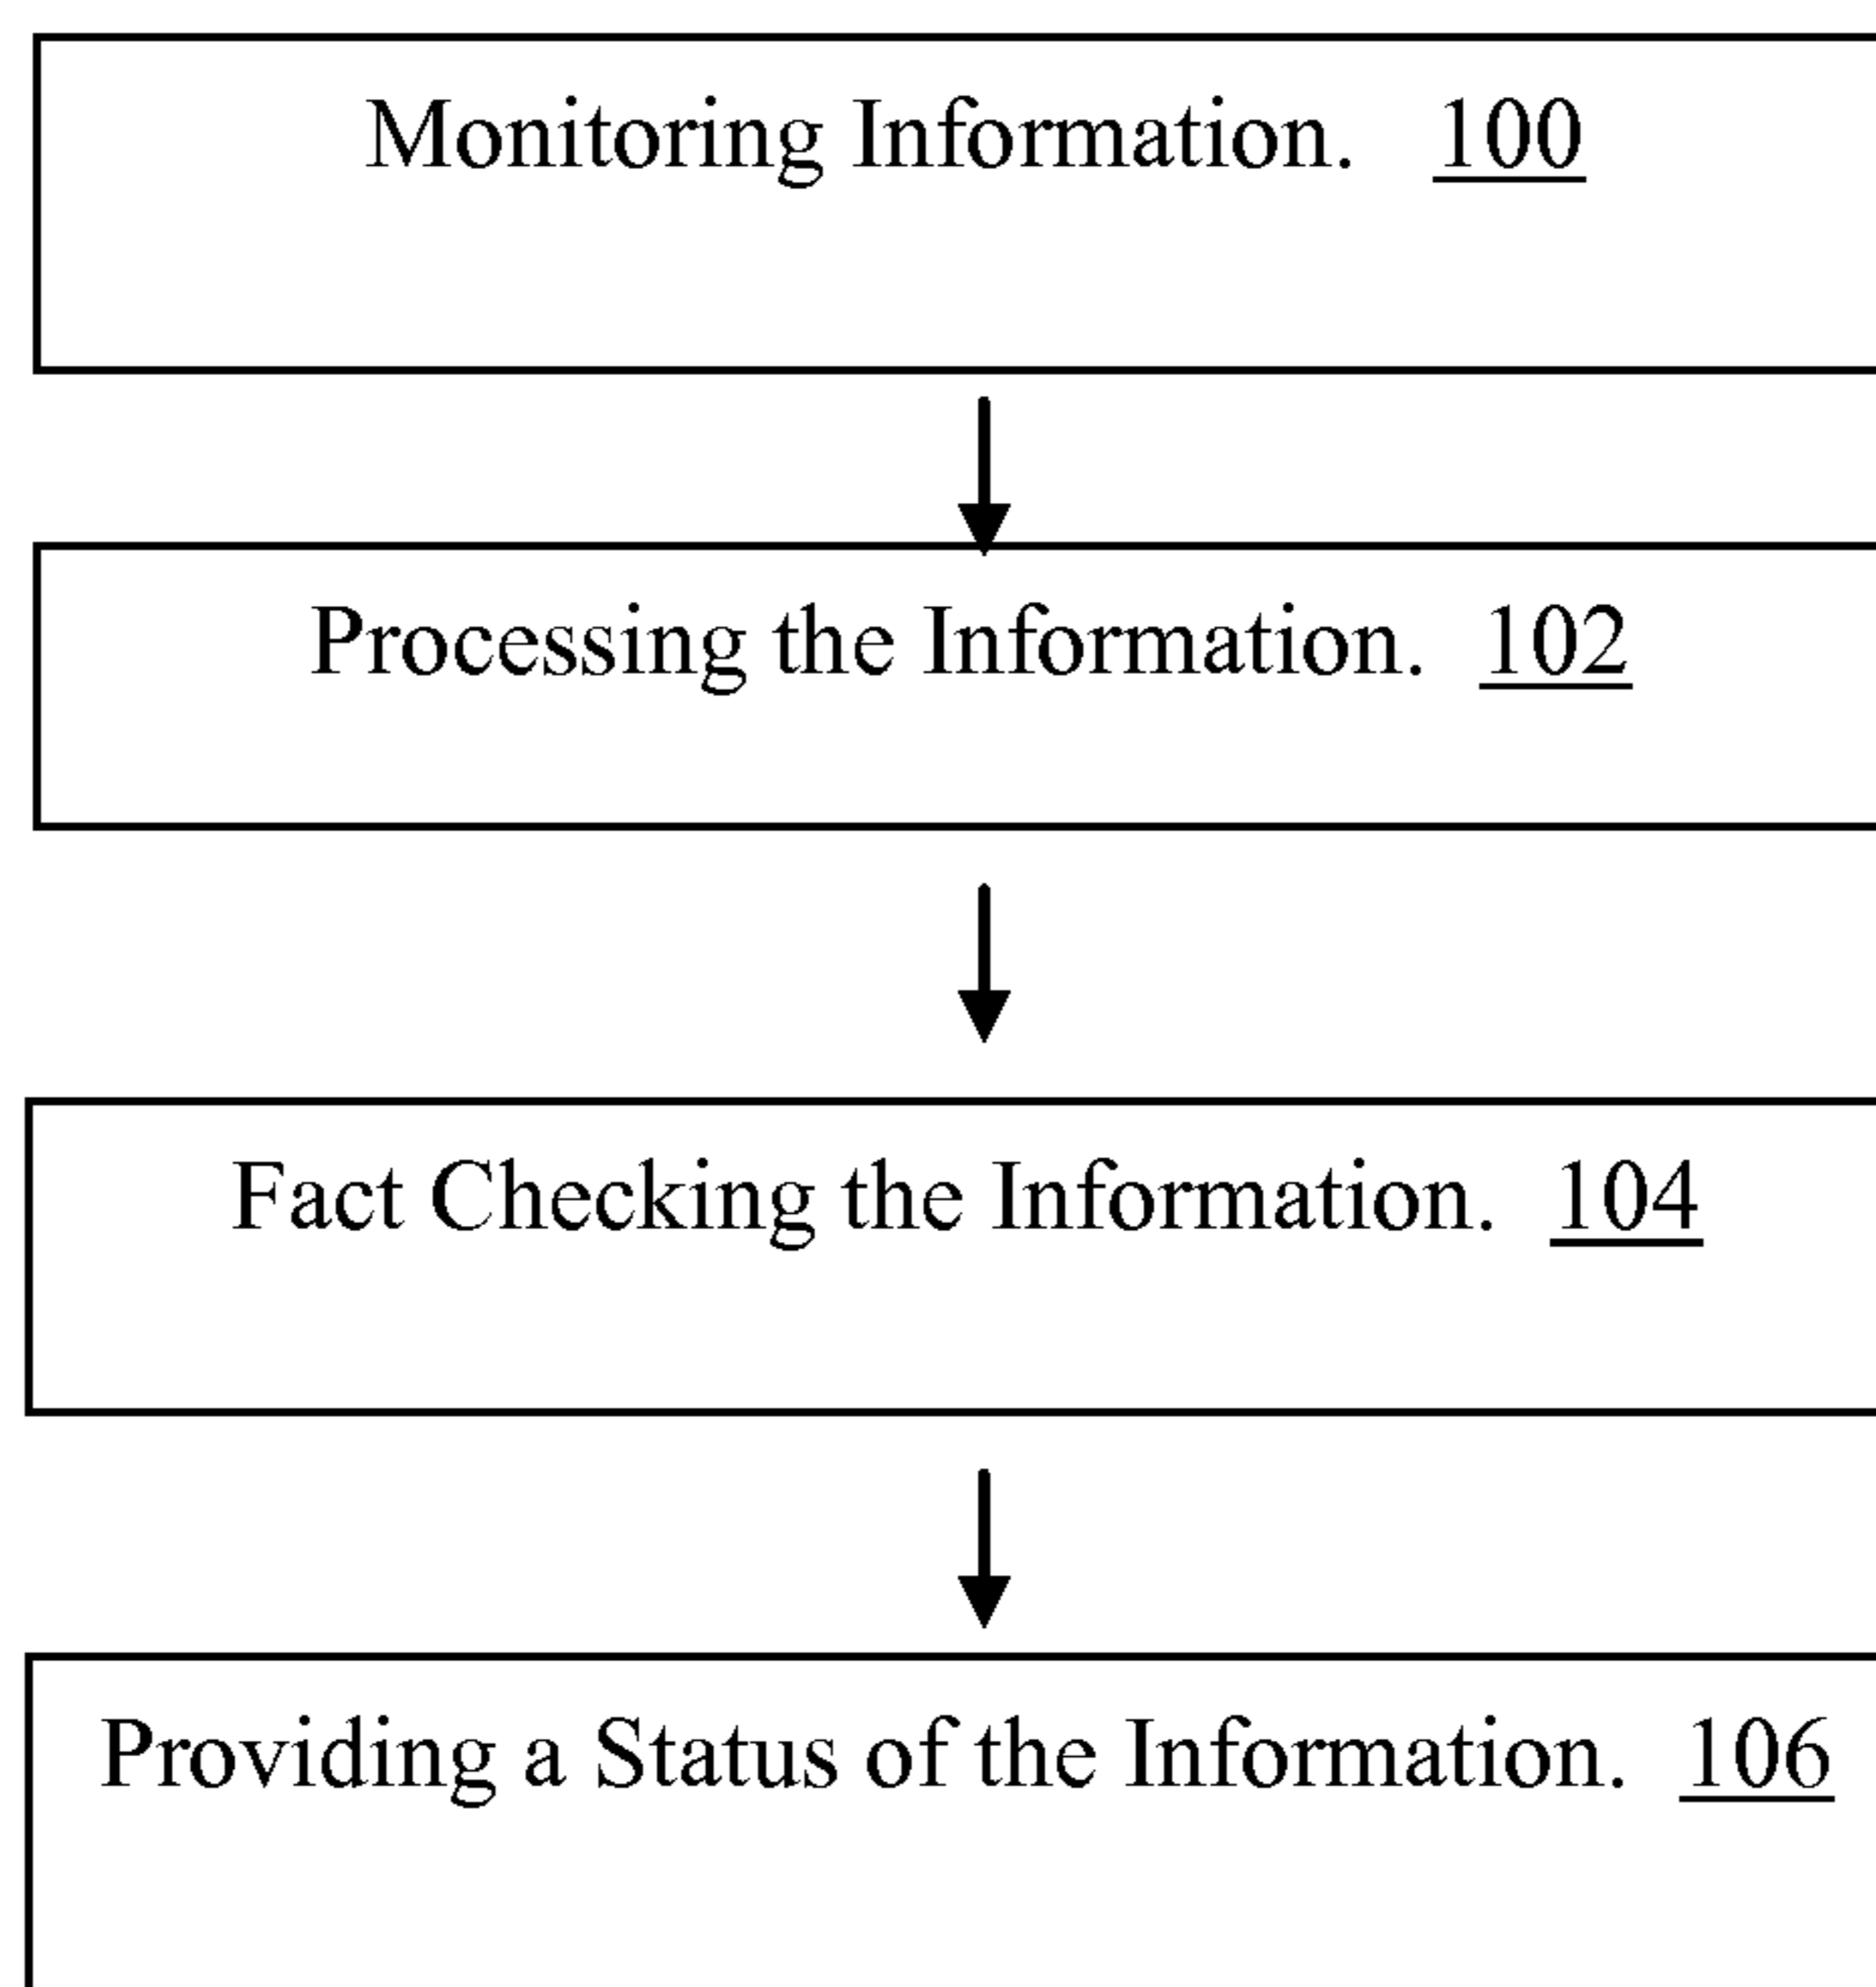 Monitoring Information. 100
Processing the Information. 102
Fact Checking the Information. 104
Providing a Status of the Information. 106